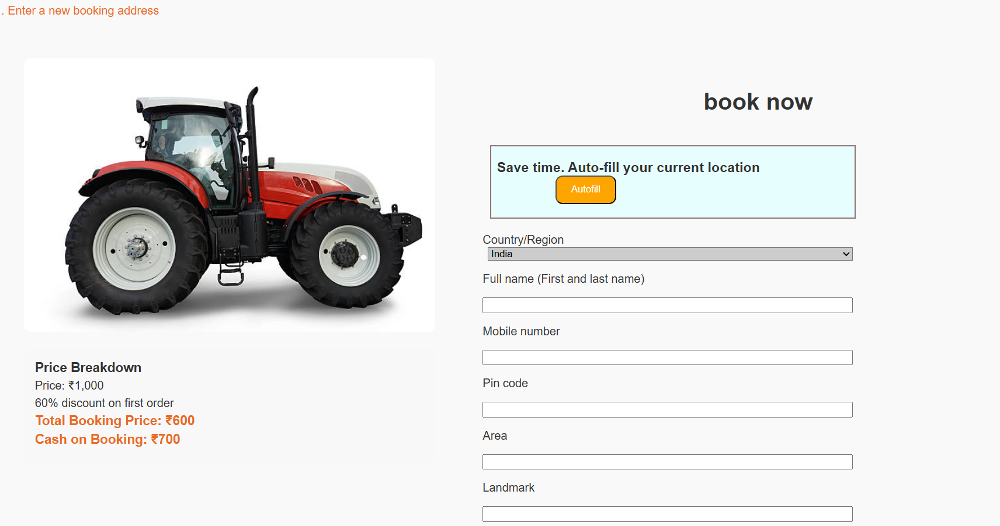 . Enter a new booking address
book now
Save time. Auto-fill your current location
Autofill
Country/Region
India
Full name (First and last name)
Mobile number
Pin code
Area
Landmark
Price Breakdown
Price: ₹1,000
60% discount on first order
Total Booking Price: ₹600
Cash on Booking: ₹700